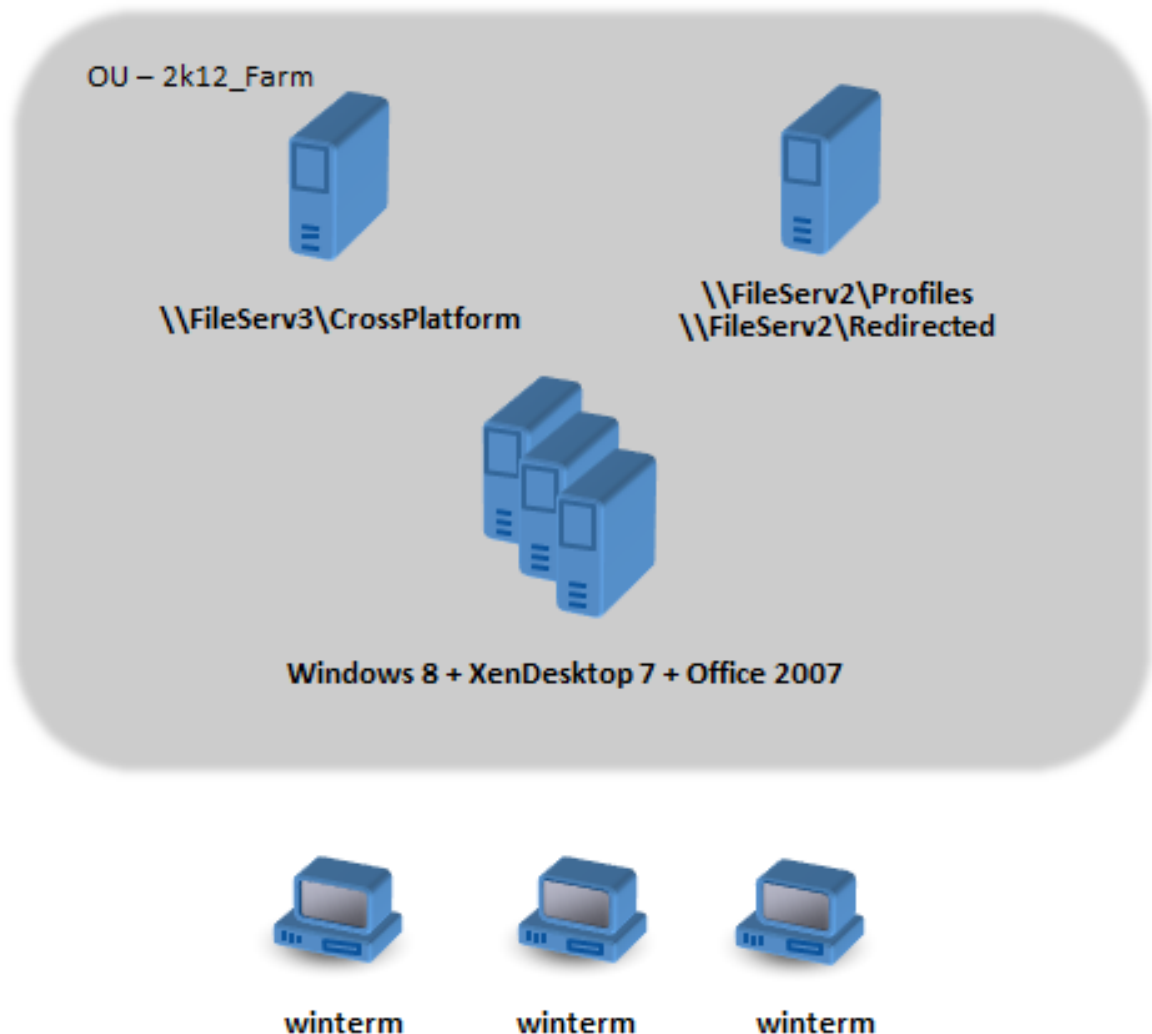 OU – 2k12_Farm
\\FileServ3\CrossPlatform
\\FileServ2\Profiles
\\FileServ2\Redirected
Windows 8 + XenDesktop 7 + Office 2007
winterm
winterm
winterm